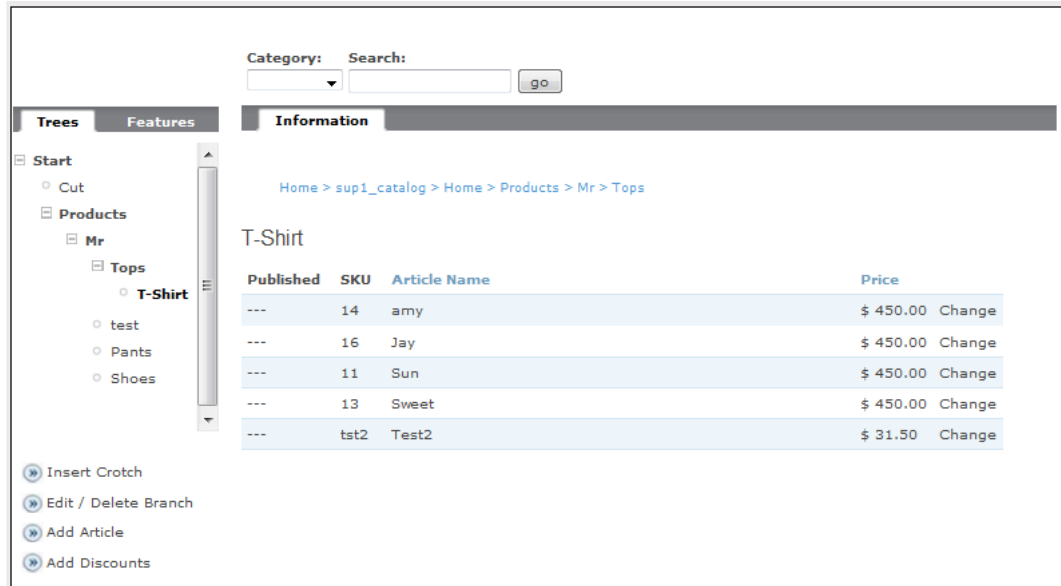 Category: Search:
go
Trees Features
Information
Start
Cut
Products
Mr
Tops
T-Shirt
test
Pants
Shoes
Home > sup1_catalog > Home > Products > Mr > Tops
T-Shirt
Published SKU Article Name Price
--- 14 amy $ 450.00 Change
--- 16 Jay $ 450.00 Change
--- 11 Sun $ 450.00 Change
--- 13 Sweet $ 450.00 Change
--- tst2 Test2 $ 31.50 Change
Insert Crotch
Edit / Delete Branch
Add Article
Add Discounts